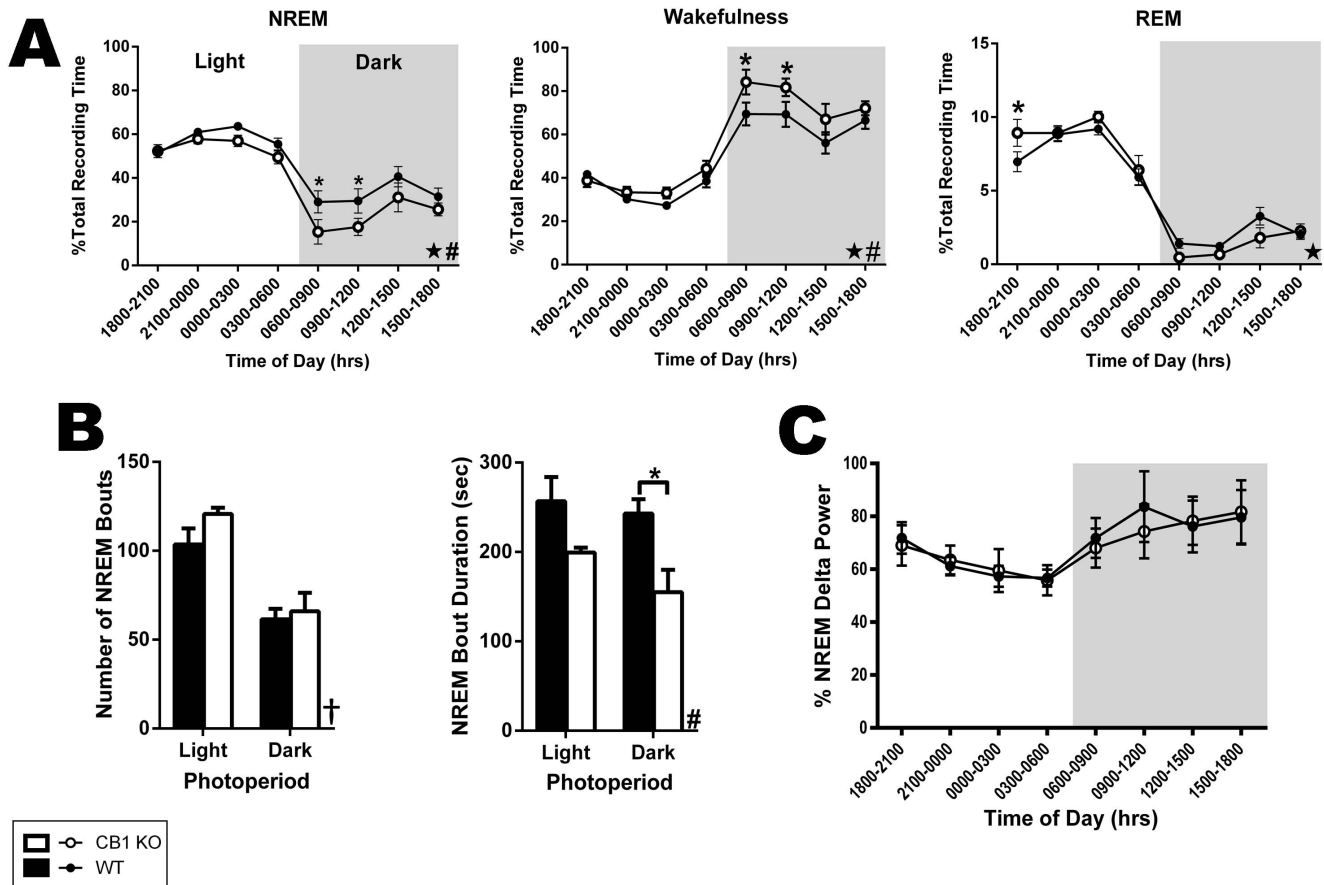 A
NREM
%Total Recording Time
100
80
60
40
20
0
Light
Dark
*
*
★#
1800-2100
2100-0000
0000-0300
0300-0600
0600-0900
0900-1200
1200-1500
1500-1800
Time of Day (hrs)
Wakefulness
%Total Recording Time
100
80
60
40
20
0
*
*
★#
1800-2100
2100-0000
0000-0300
0300-0600
0600-0900
0900-1200
1200-1500
1500-1800
Time of Day (hrs)
REM
%Total Recording Time
15
10
5
0
*
★
1800-2100
2100-0000
0000-0300
0300-0600
0600-0900
0900-1200
1200-1500
1500-1800
Time of Day (hrs)
B
Number of NREM Bouts
150
100
50
0
†
Light
Dark
Photoperiod
NREM Bout Duration (sec)
300
200
100
0
*
#
Light
Dark
Photoperiod
C
% NREM Delta Power
100
80
60
40
20
0
1800-2100
2100-0000
0000-0300
0300-0600
0600-0900
0900-1200
1200-1500
1500-1800
Time of Day (hrs)
CB1 KO
WT